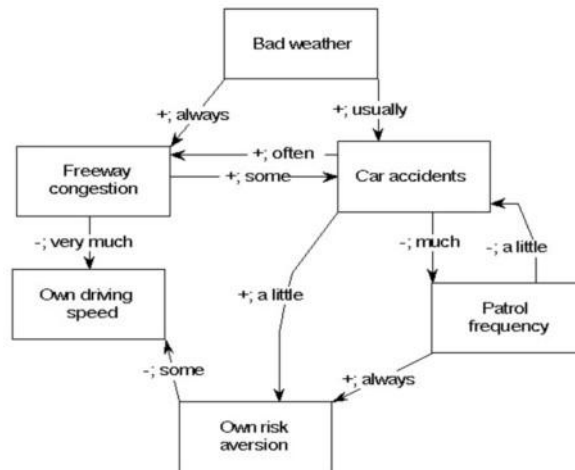 Bad weather
+; always
+; usually
Freeway
congestion
+; often
+; some
Car accidents
-; very much
-; much
-; a little
Own driving
speed
+; a little
Patrol
frequency
-; some
+; always
Own risk
aversion